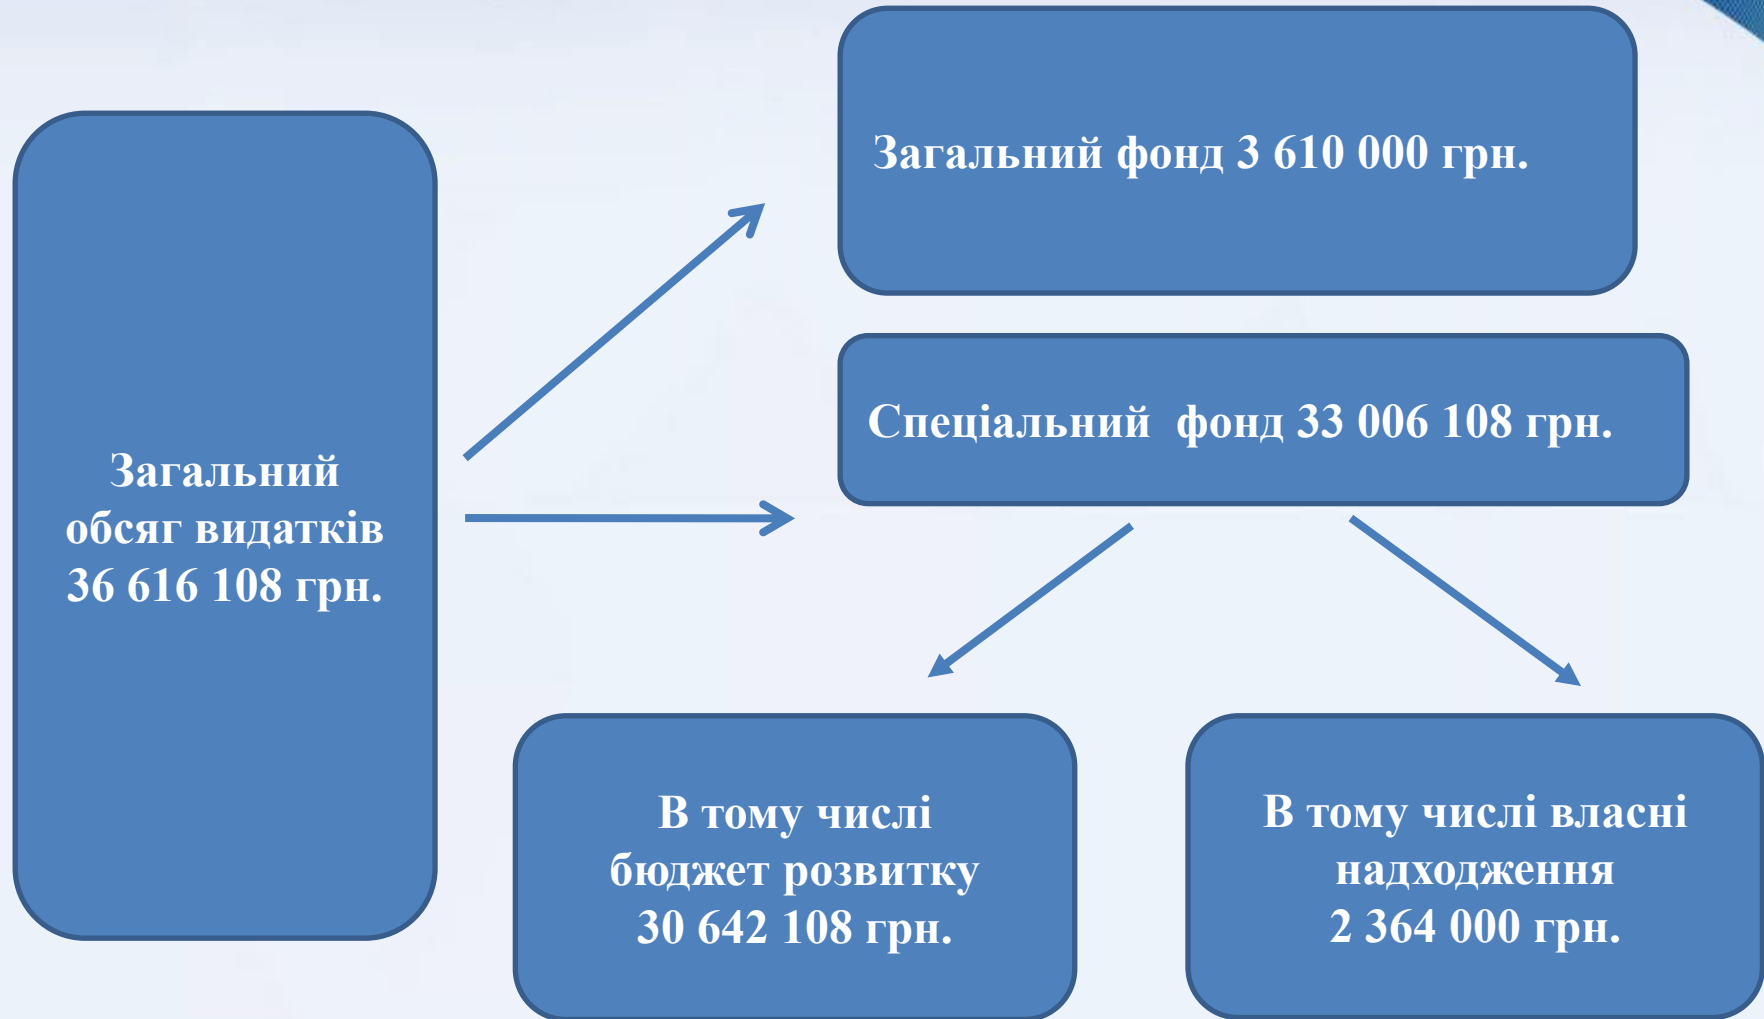 Загальний фонд 3 610 000 грн.
Спеціальний  фонд 33 006 108 грн.
Загальний
обсяг видатків
36 616 108 грн.
В тому числі
бюджет розвитку
30 642 108 грн.
В тому числі власні
надходження
2 364 000 грн.